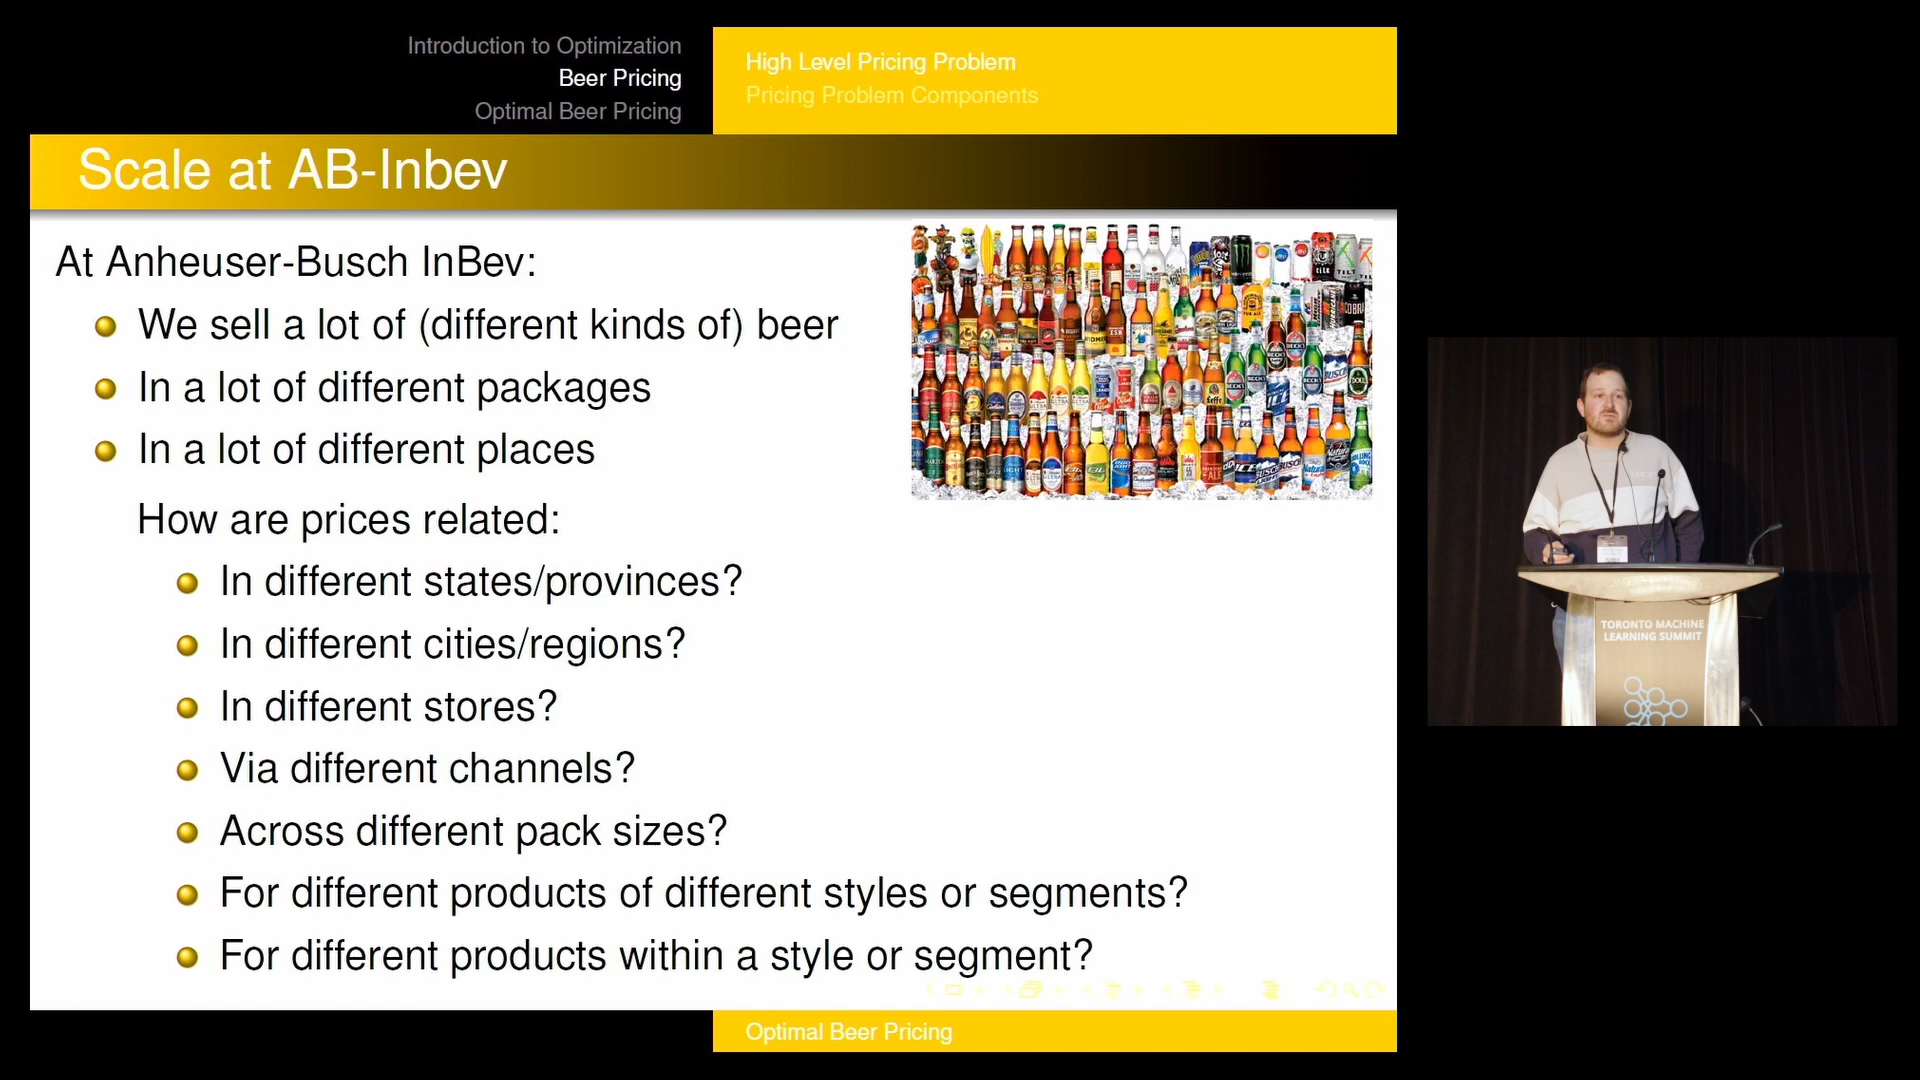 Introduction to Optimization
Beer Pricing
Optimal Beer Pricing
High Level Pricing Problem
Pricing Problem Components
Scale at AB-Inbev
At Anheuser-Busch InBev:
We sell a lot of (different kinds of) beer
In a lot of different packages
In a lot of different places
How are prices related:
In different states/provinces?
In different cities/regions?
In different stores?
Via different channels?
Across different pack sizes?
For different products of different styles or segments?
For different products within a style or segment?
Optimal Beer Pricing
TORONTO MACHINE
LEARNING SUMMIT